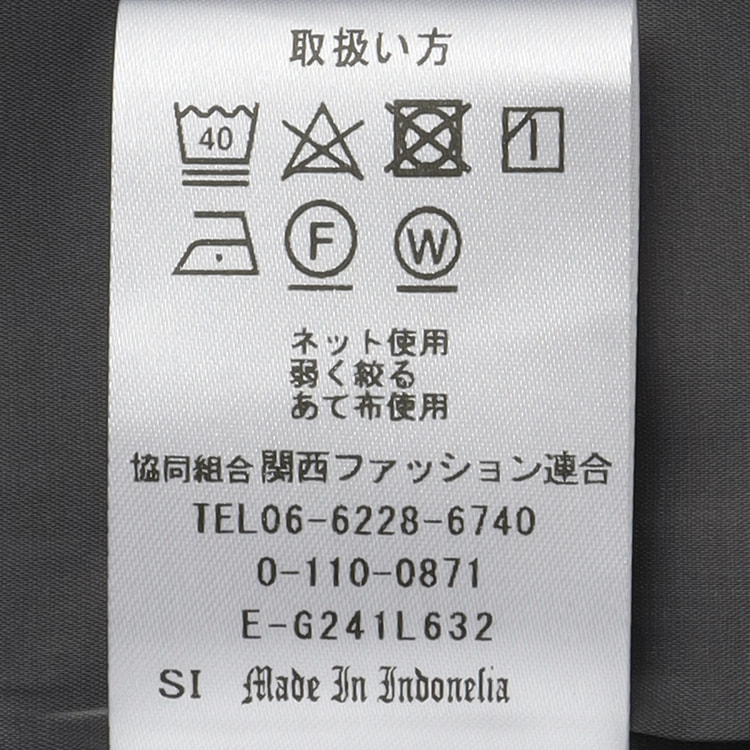 取扱い方
40
F W
ネット使用
弱く絞る
あて布使用
協同組合 関西ファッション連合
TEL06-6228-6740
0-110-0871
E-G241L632
SI Made In Indonesia